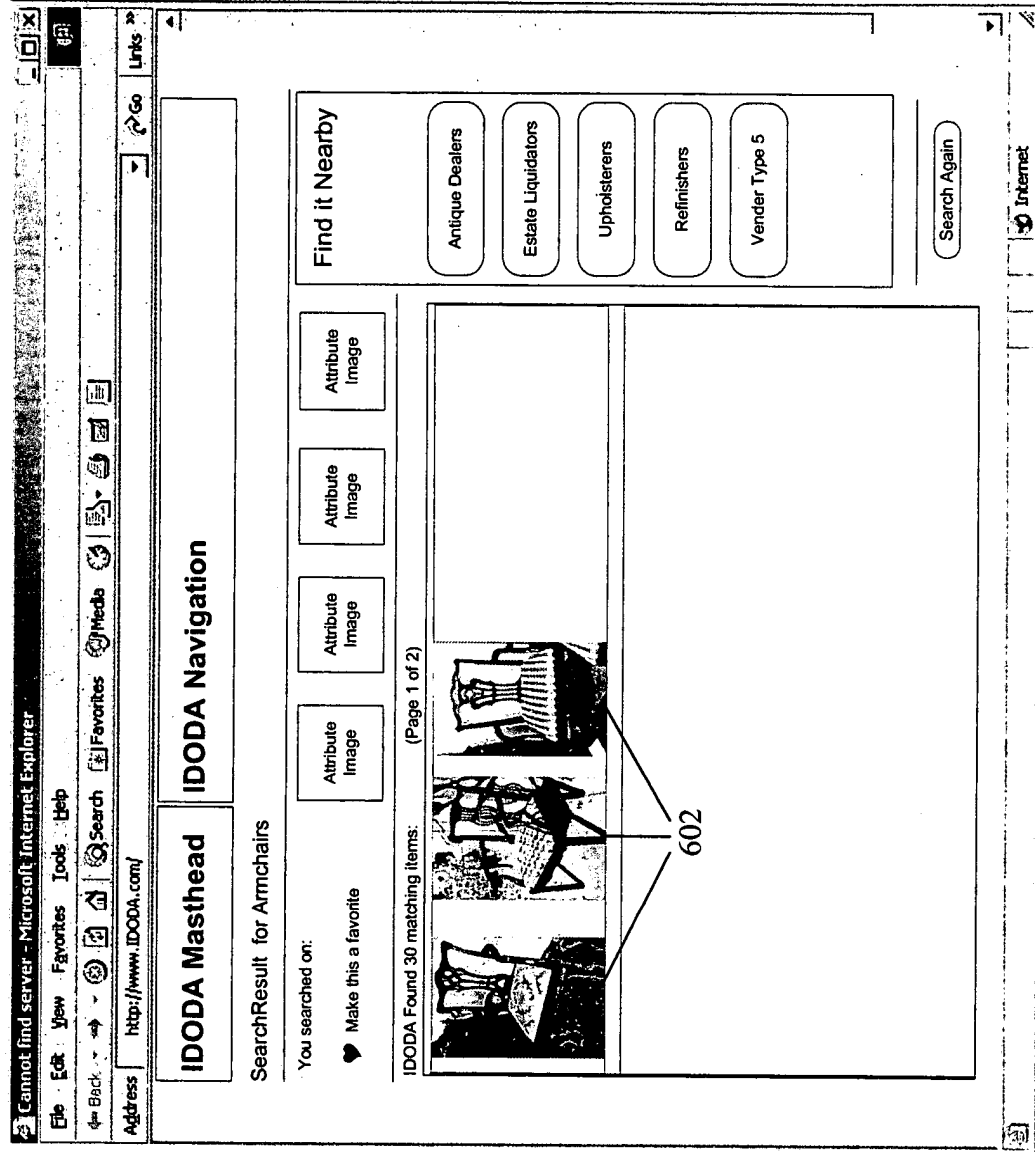 Cannot find server - Microsoft Internet Explorer
File Edit View Favorites Tools Help
Back Search Favorites Media
Address http://www.IDODA.com/ Go Links »
IDODA Masthead
IDODA Navigation
SearchResult for Armchairs
You searched on:
Attribute
Image
Attribute
Image
Attribute
Image
Attribute
Image
Make this a favorite
IDODA Found 30 matching items: (Page 1 of 2)
602
Find it Nearby
Antique Dealers
Estate Liquidators
Upholsterers
Refinishers
Vender Type 5
Search Again
Internet